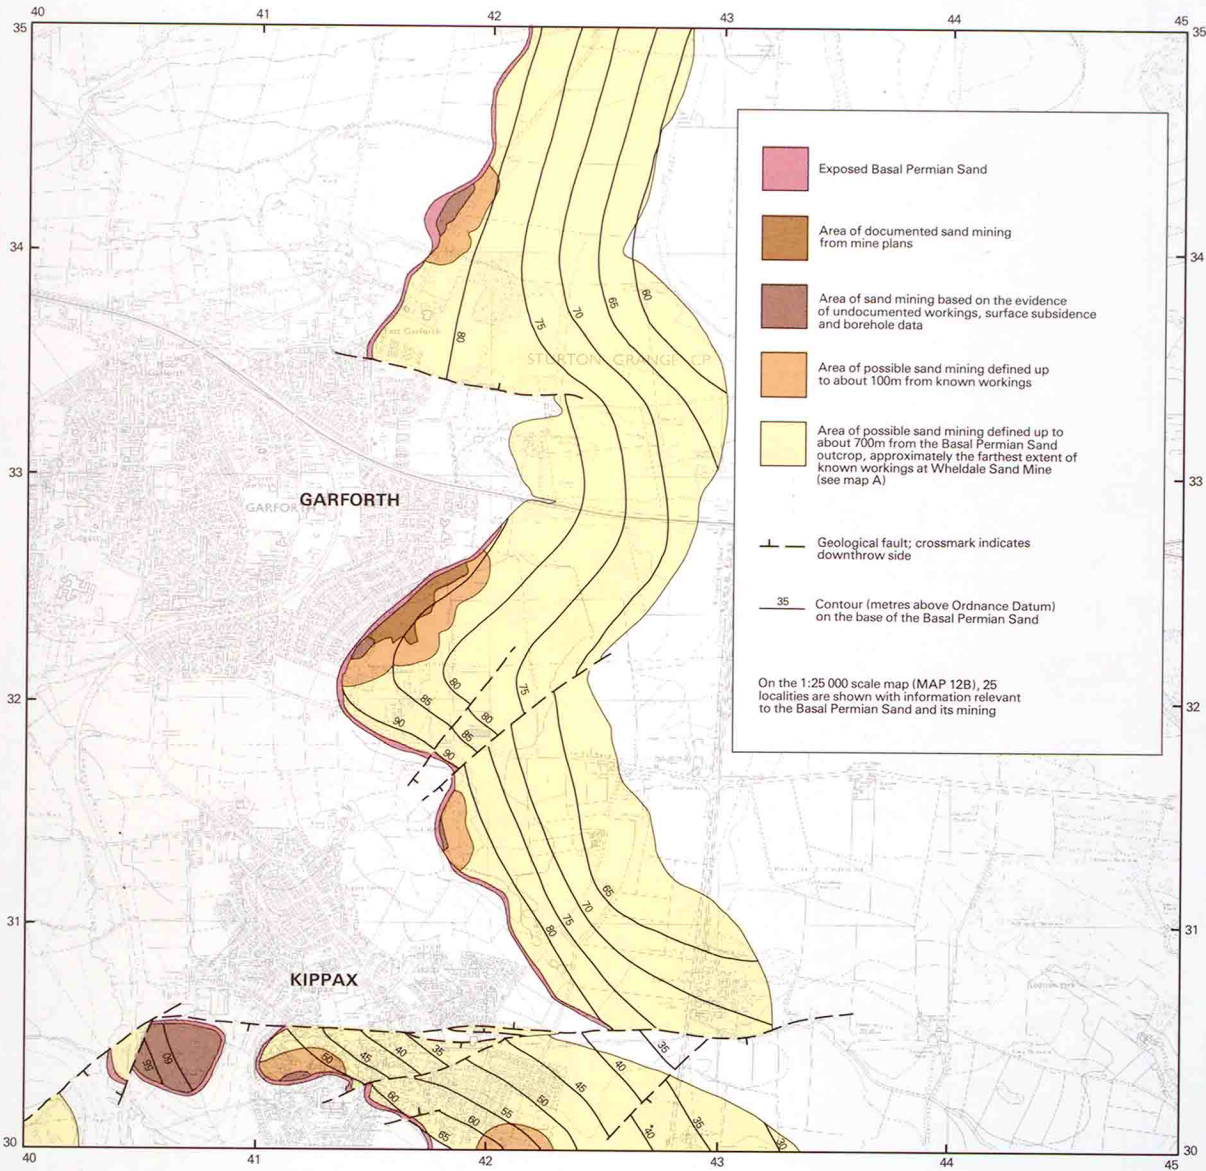 40
41
42
43
44
45
35
35
34
34
33
33
32
32
31
31
30
30
40
41
42
43
44
45
Exposed Basal Permian Sand
Area of documented sand mining
from mine plans
Area of sand mining based on the evidence
of undocumented workings, surface subsidence
and borehole data
Area of possible sand mining defined up
to about 100m from known workings
Area of possible sand mining defined up to
about 700m from the Basal Permian Sand
outcrop, approximately the farthest extent of
known workings at Wheldale Sand Mine
(see map A)
Geological fault; crossmark indicates
downthrow side
35
Contour (metres above Ordnance Datum)
on the base of the Basal Permian Sand
On the 1:25 000 scale map (MAP 12B), 25
localities are shown with information relevant
to the Basal Permian Sand and its mining
60
65
70
75
80
East Garforth
STURTON GRANGE CP
GARFORTH
GARFORTH
80
85
90
75
80
85
90
65
70
75
80
KIPPAX
55
60
50
45
40
35
60
60
65
55
50
45
40
35
40
35
30